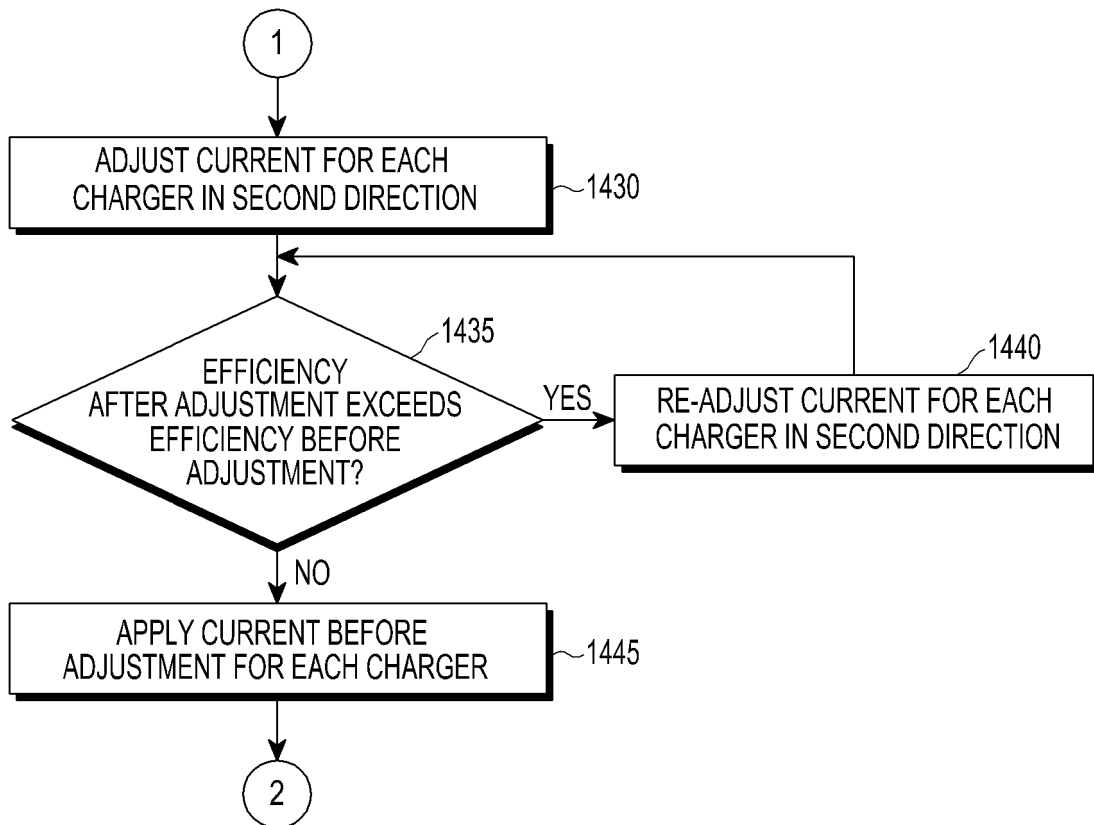 1
ADJUST CURRENT FOR EACH
CHARGER IN SECOND DIRECTION
1430
1435
EFFICIENCY
AFTER ADJUSTMENT EXCEEDS
EFFICIENCY BEFORE
ADJUSTMENT?
YES
1440
RE-ADJUST CURRENT FOR EACH
CHARGER IN SECOND DIRECTION
NO
APPLY CURRENT BEFORE
ADJUSTMENT FOR EACH CHARGER
1445
2